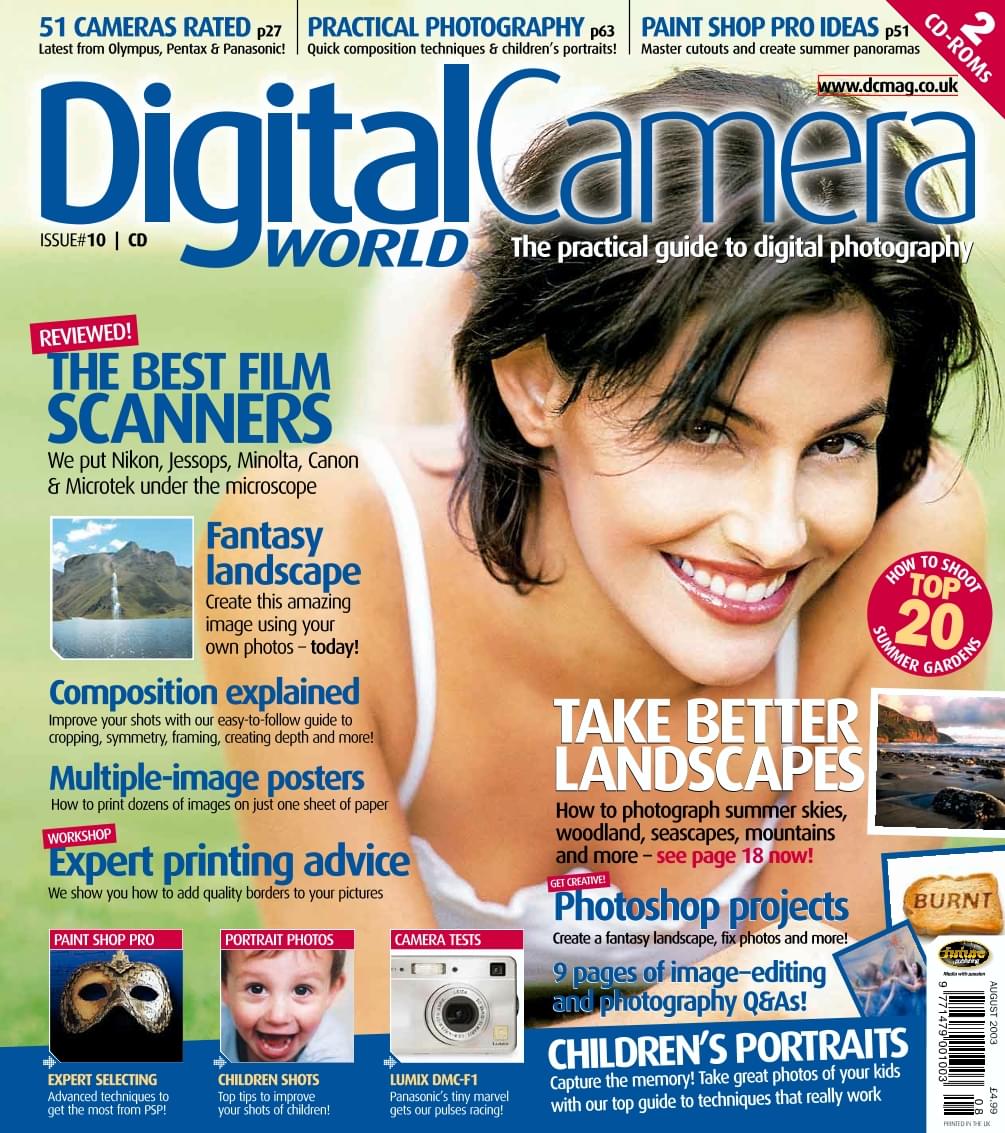 51 CAMERAS RATED p27
Latest from Olympus, Pentax & Panasonic!
PRACTICAL PHOTOGRAPHY p63
Quick composition techniques & children's portraits!
PAINT SHOP PRO IDEAS p51
Master cutouts and create summer panoramas
2
CD-ROMs
www.dcmag.co.uk
DigitalCamera
WORLD
ISSUE#10 | CD
The practical guide to digital photography
REVIEWED!
THE BEST FILM
SCANNERS
We put Nikon, Jessops, Minolta, Canon
& Microtek under the microscope
Fantasy
landscape
Create this amazing
image using your
own photos – today!
Composition explained
Improve your shots with our easy-to-follow guide to
cropping, symmetry, framing, creating depth and more!
Multiple-image posters
How to print dozens of images on just one sheet of paper
WORKSHOP
Expert printing advice
We show you how to add quality borders to your pictures
PAINT SHOP PRO
EXPERT SELECTING
Advanced techniques to
get the most from PSP!
PORTRAIT PHOTOS
CHILDREN SHOTS
Top tips to improve
your shots of children!
CAMERA TESTS
LEICA
LUMIX
LUMIX DMC-F1
Panasonic's tiny marvel
gets our pulses racing!
HOW TO SHOOT
TOP
20
SUMMER GARDENS
TAKE BETTER
LANDSCAPES
How to photograph summer skies,
woodland, seascapes, mountains
and more – see page 18 now!
GET CREATIVE!
Photoshop projects
Create a fantasy landscape, fix photos and more!
9 pages of image–editing
and photography Q&As!
CHILDREN'S PORTRAITS
Capture the memory! Take great photos of your kids
with our top guide to techniques that really work
BURNT
future
publishing
Media with passion
AUGUST 2003
£4.99
9 771479 001003
08
PRINTED IN THE UK